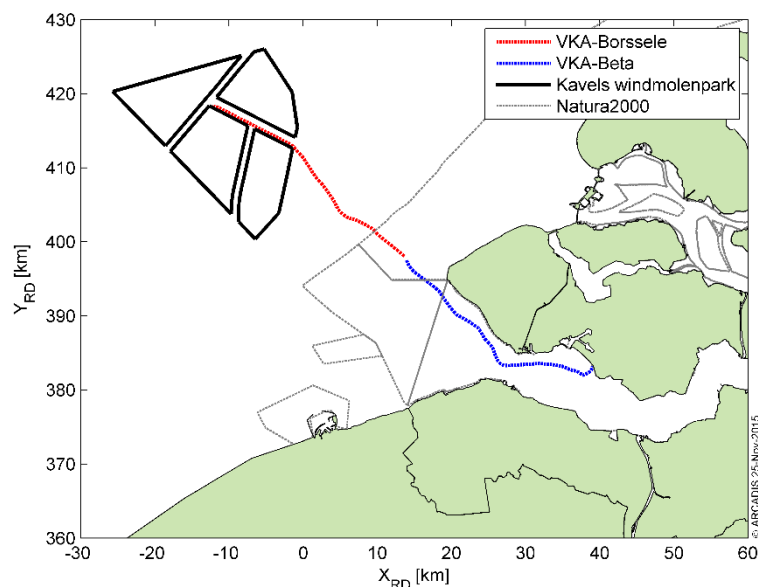 430
420
410
400
390
380
370
360
-30
-20
-10
0
10
20
30
40
50
60
Y_RD [km]
X_RD [km]
VKA-Borssele
VKA-Beta
Kavels windmolenpark
Natura2000
© ARCADIS 25-Nov-2015